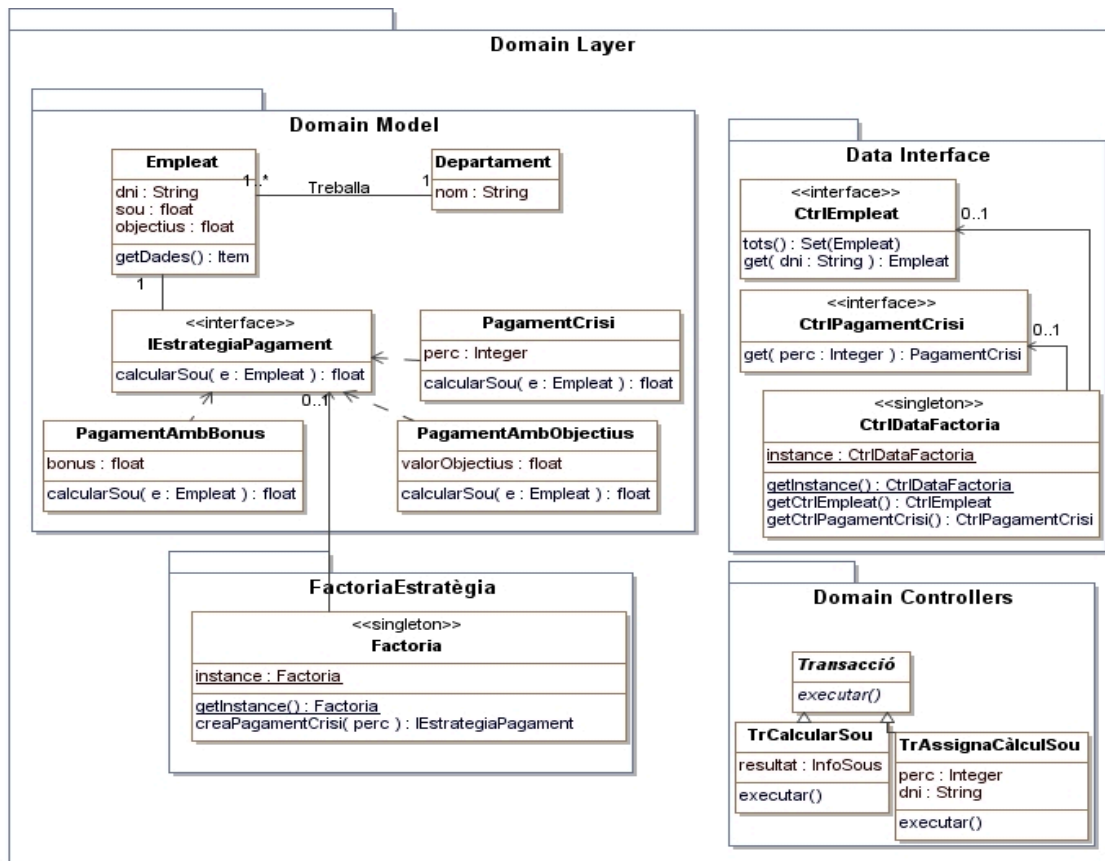 Domain Layer
Domain Model
Empleat
dni : String
sou : float
objectius : float
getDades() : Item
1..*
Treballa
1
Departament
nom : String
1
<<interface>>
IEstrategiaPagament
calcularSou( e : Empleat ) : float
0..1
PagamentCrisi
perc : Integer
calcularSou( e : Empleat ) : float
PagamentAmbBonus
bonus : float
calcularSou( e : Empleat ) : float
PagamentAmbObjectius
valorObjectius : float
calcularSou( e : Empleat ) : float
Data Interface
<<interface>>
CtrlEmpleat
tots() : Set(Empleat)
get( dni : String ) : Empleat
0..1
<<interface>>
CtrlPagamentCrisi
get( perc : Integer ) : PagamentCrisi
0..1
<<singleton>>
CtrlDataFactoria
instance : CtrlDataFactoria
getInstance() : CtrlDataFactoria
getCtrlEmpleat() : CtrlEmpleat
getCtrlPagamentCrisi() : CtrlPagamentCrisi
FactoriaEstratègia
<<singleton>>
Factoria
instance : Factoria
getInstance() : Factoria
creaPagamentCrisi( perc ) : IEstrategiaPagament
Domain Controllers
Transacció
executar()
TrCalcularSou
resultat : InfoSous
executar()
TrAssignaCàlculSou
perc : Integer
dni : String
executar()